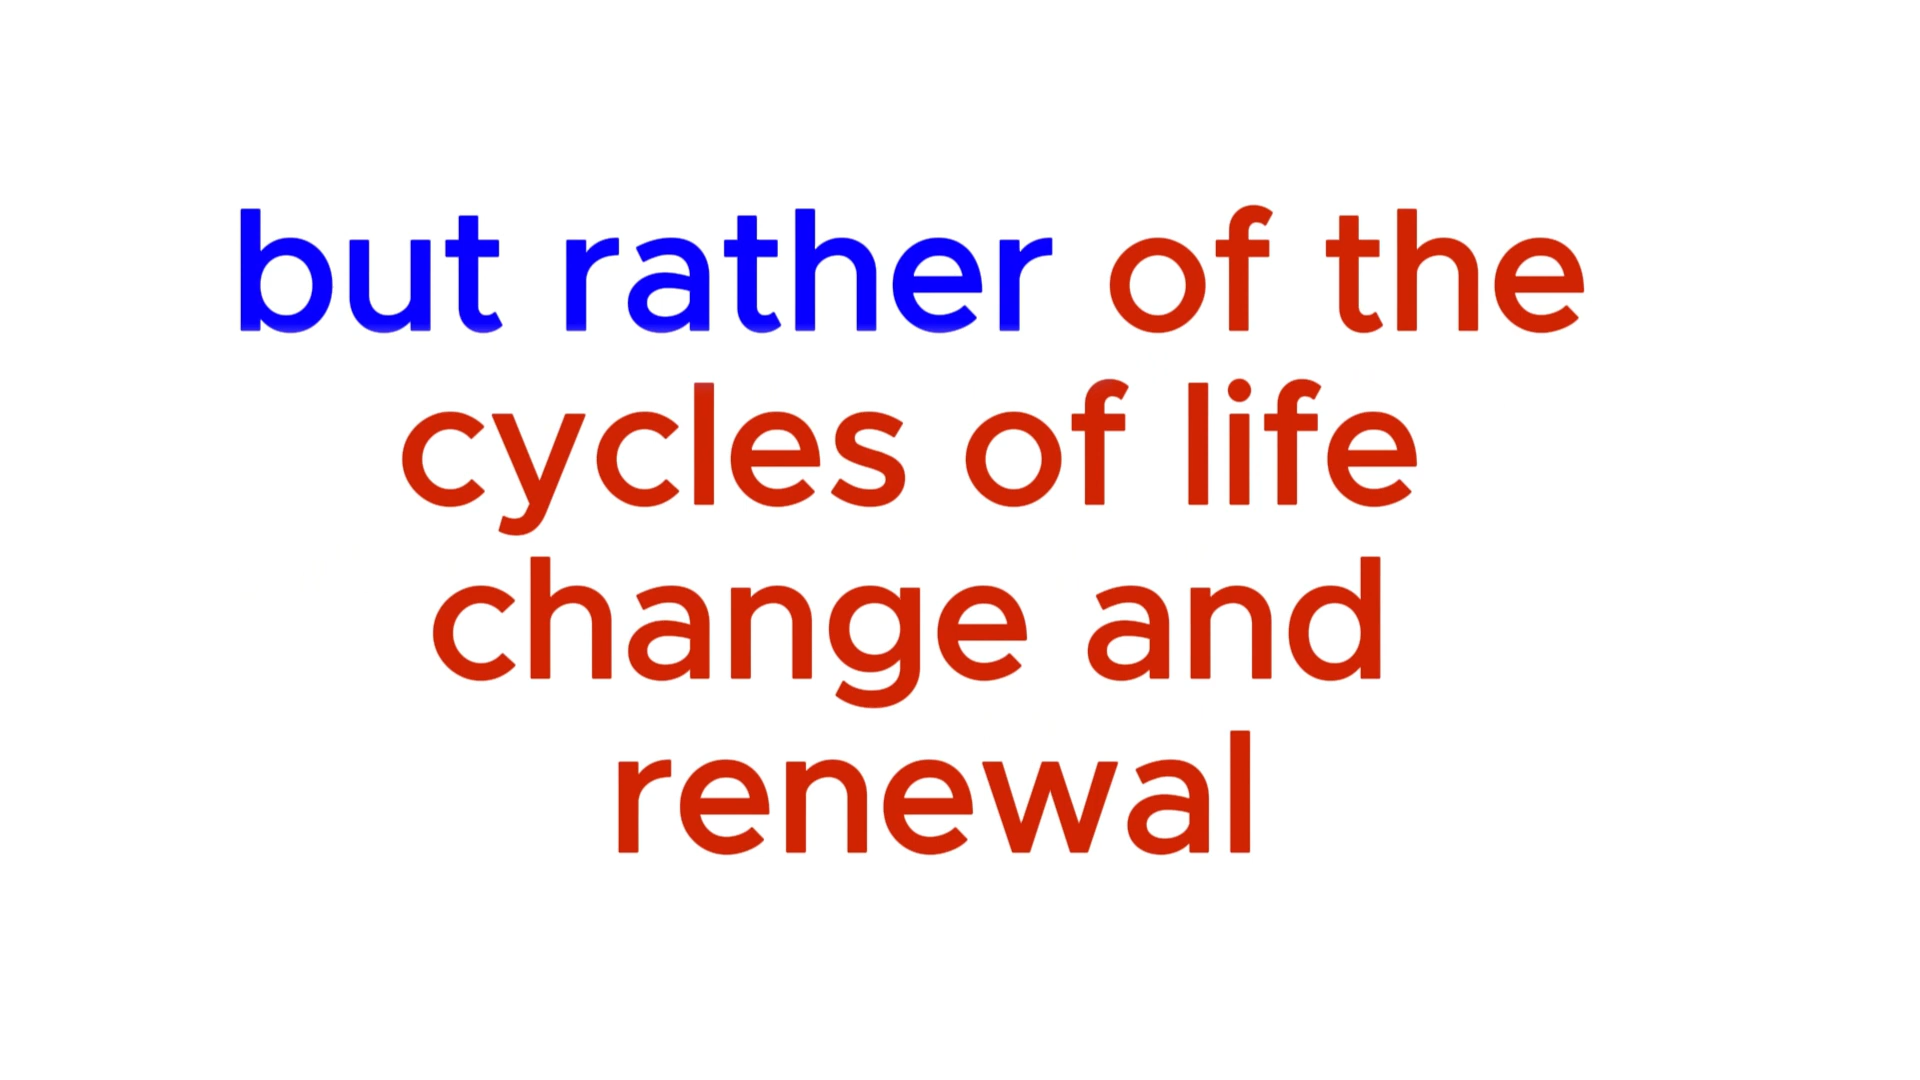 but rather of the
cycles of life
change and
renewal